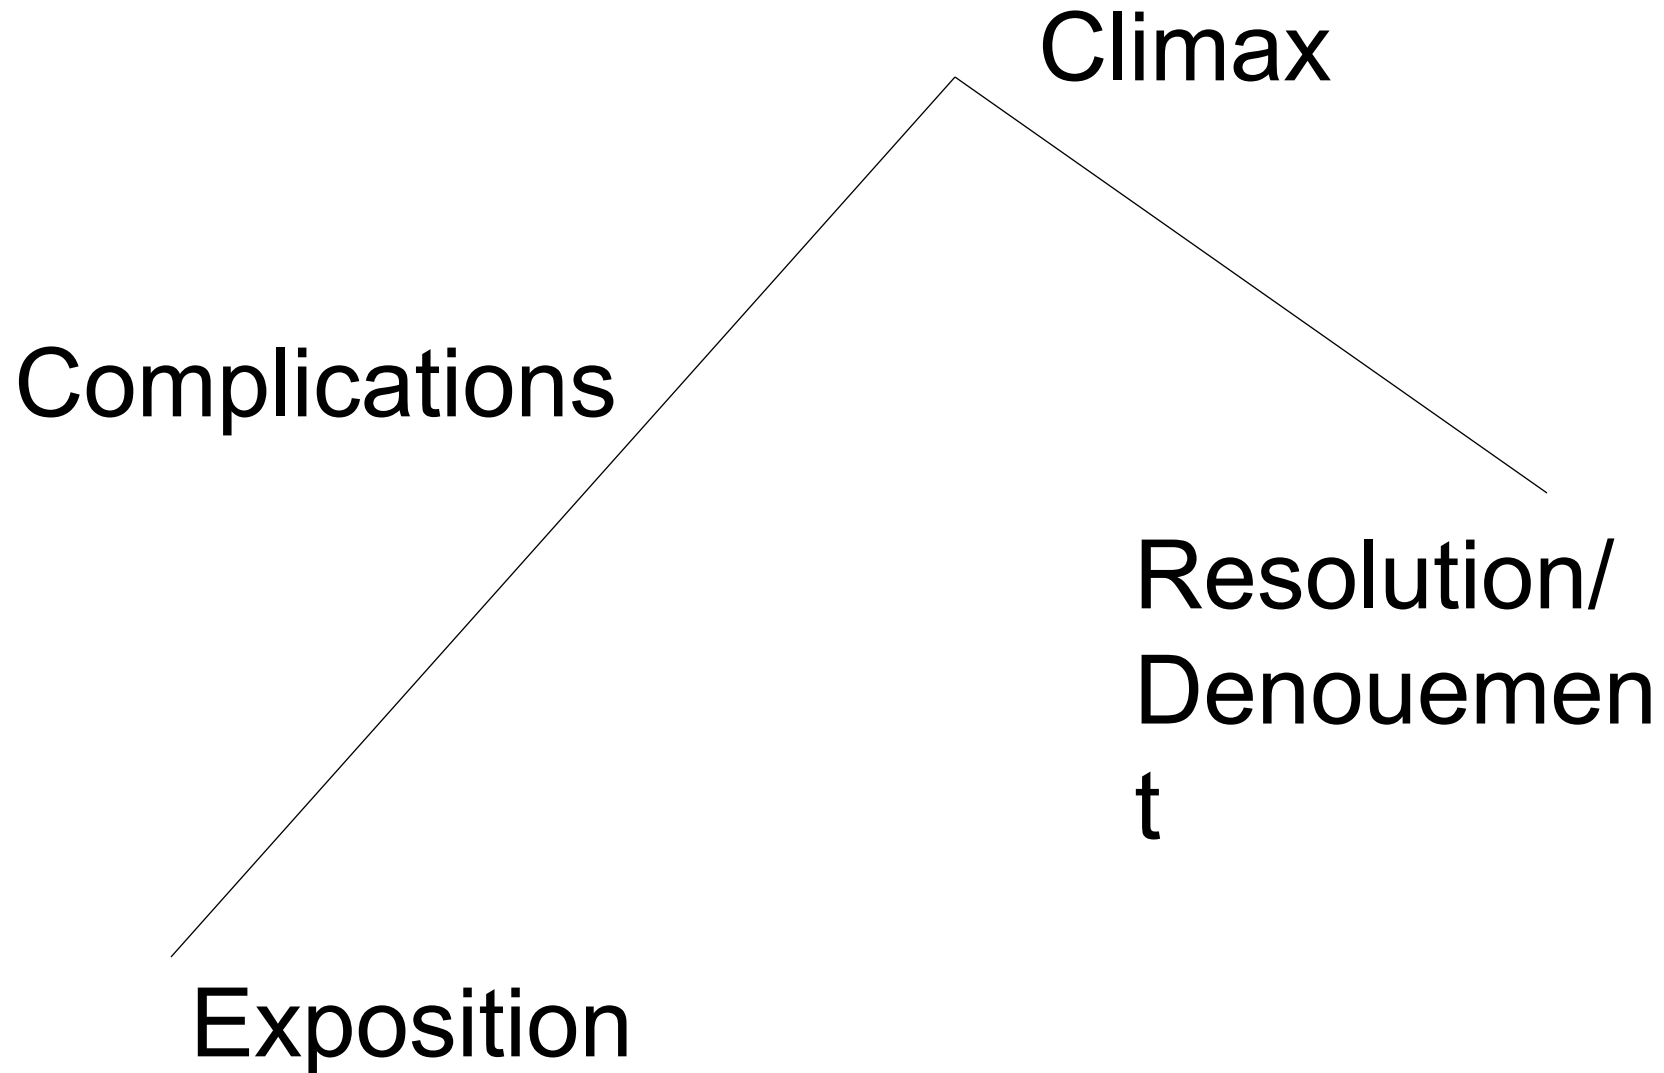 Climax
Complications
Resolution/
Denouemen
t
Exposition